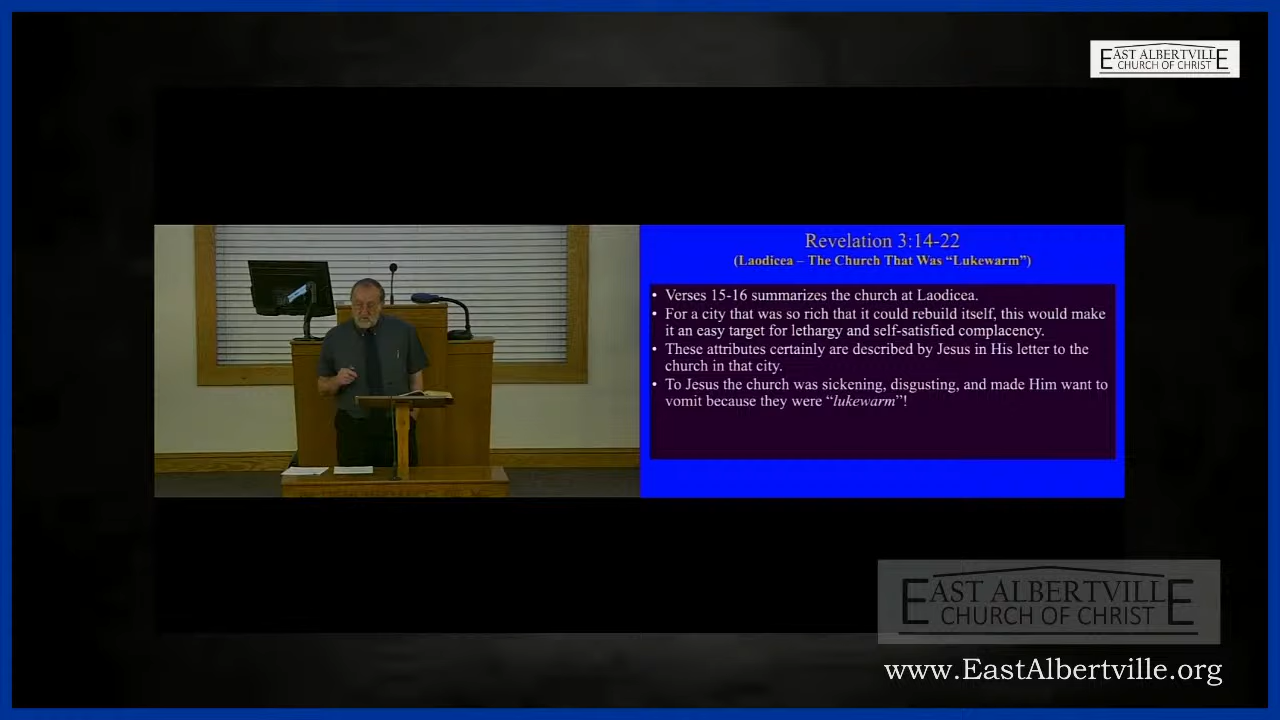 EAST ALBERTVILLE
CHURCH OF CHRIST
Revelation 3:14-22
(Laodicea – The Church That Was “Lukewarm”)
• Verses 15-16 summarizes the church at Laodicea.
• For a city that was so rich that it could rebuild itself, this would make
it an easy target for lethargy and self-satisfied complacency.
• These attributes certainly are described by Jesus in His letter to the
church in that city.
• To Jesus the church was sickening, disgusting, and made Him want to
vomit because they were “lukewarm”!
EAST ALBERTVILLE
CHURCH OF CHRIST
www.EastAlbertville.org